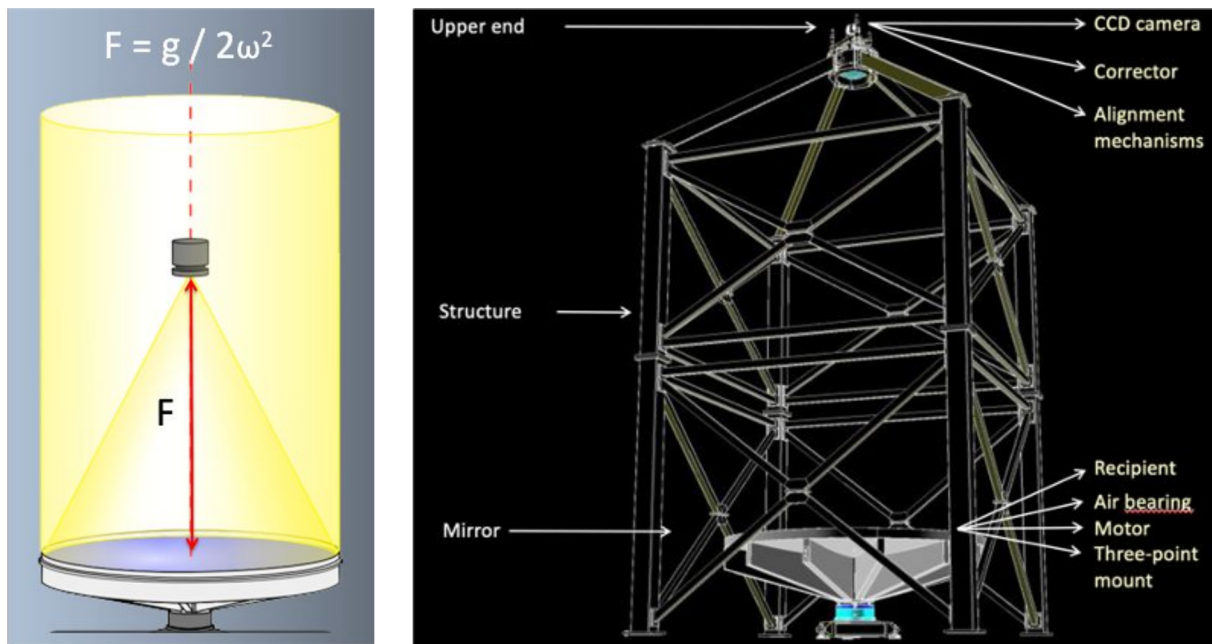 F = g / 2ω²
F
Upper end
CCD camera
Corrector
Alignment
mechanisms
Structure
Mirror
Recipient
Air bearing
Motor
Three-point
mount